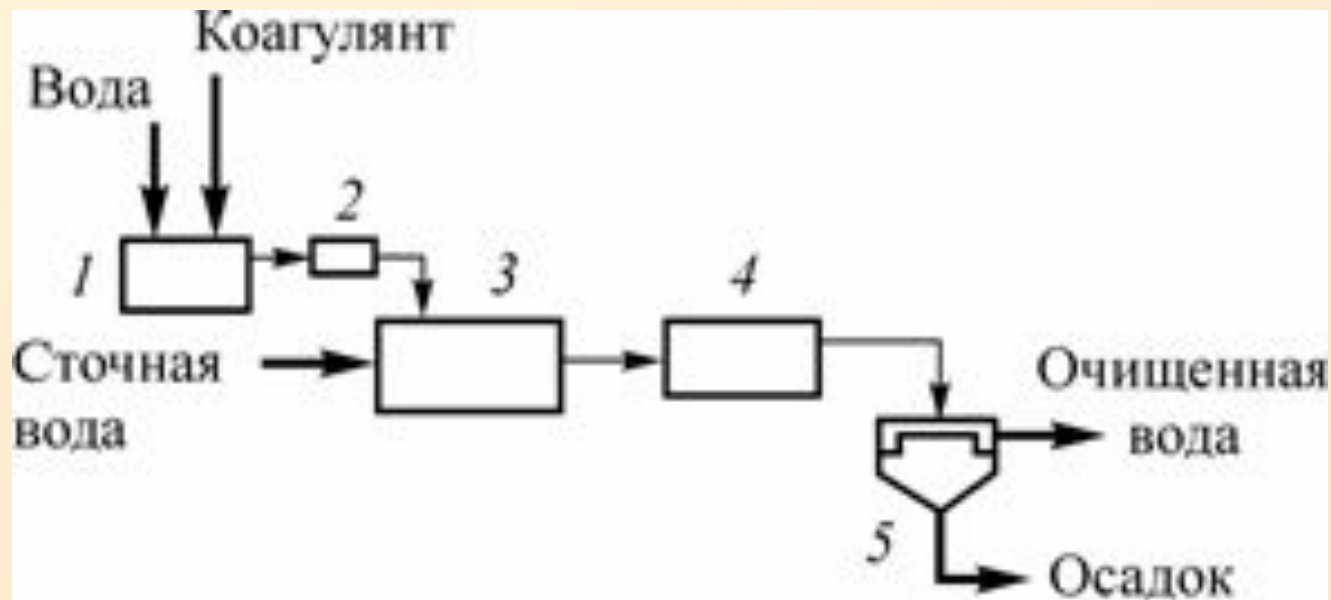 Коагулянт
Вода
2
1
3
4
Сточная
вода
Очищенная
вода
5
Осадок